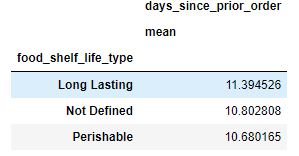 days_since_prior_order
mean
food_shelf_life_type
Long Lasting 11.394526
Not Defined 10.802808
Perishable 10.680165